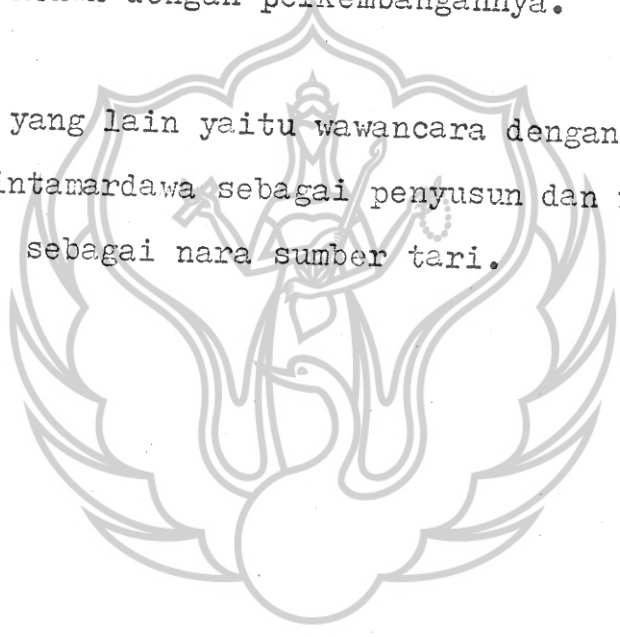 dengan perkembangannya.
yang lain yaitu wawancara dengan
intamardawa sebagai penyusun dan
sebagai nara sumber tari.